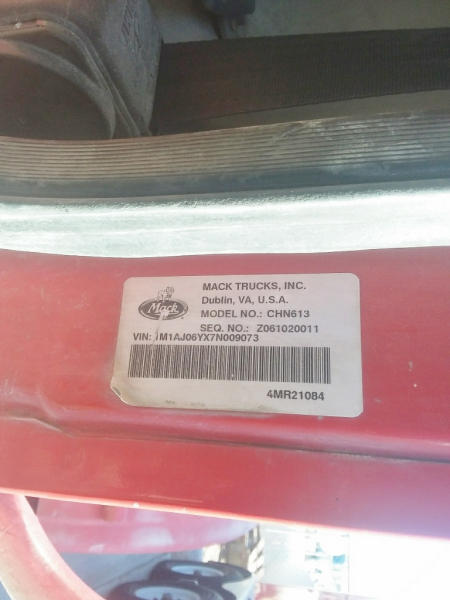 MACK TRUCKS, INC.
Dublin, VA, U.S.A.
MODEL NO.: CHN613
SEQ. NO.: Z061020011
VIN: 1M1AJ06YX7N009073
4MR21084
Mack